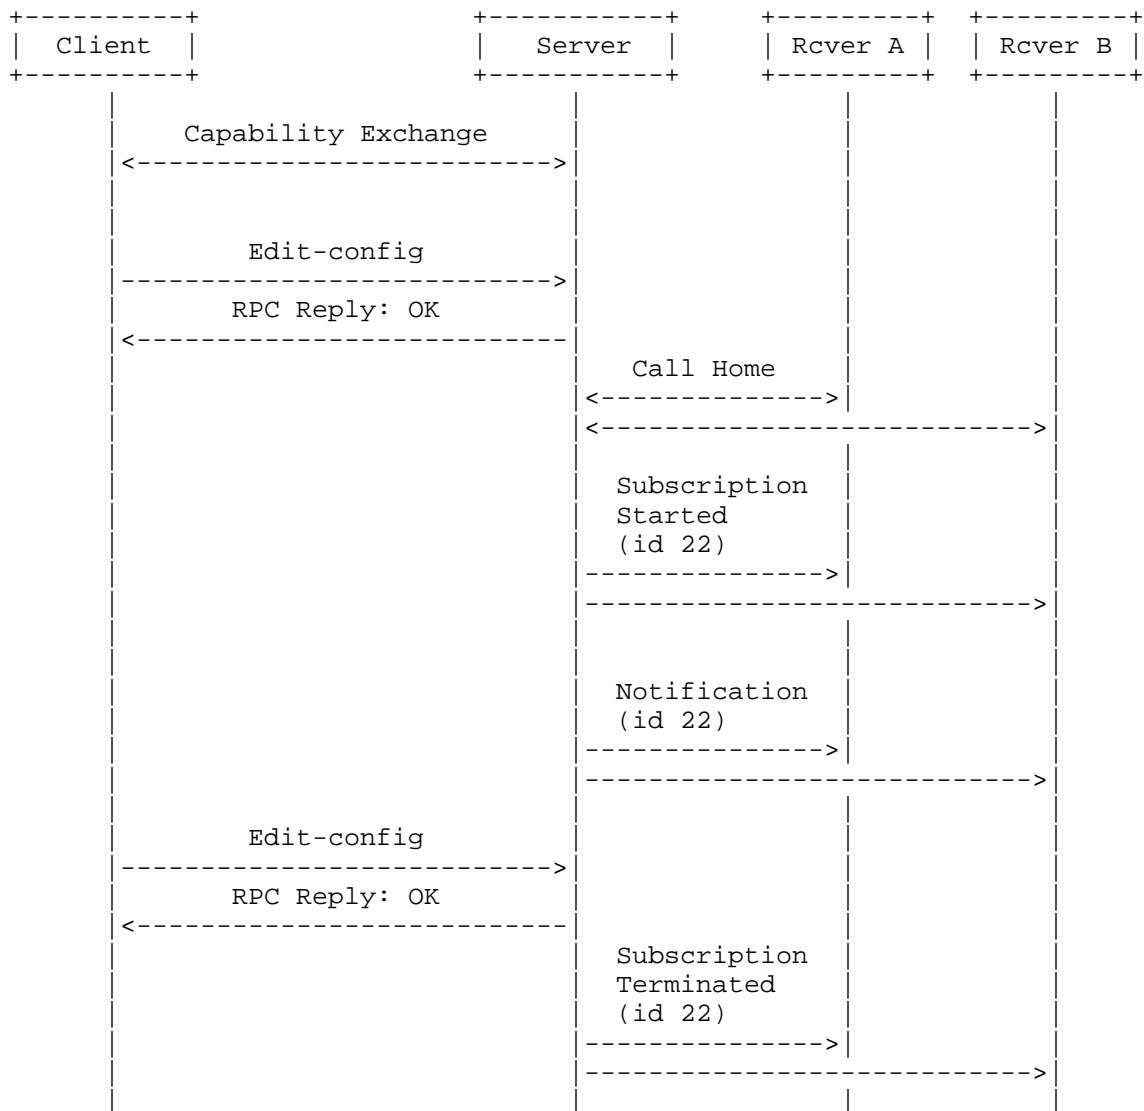 Client Server Rcver A Rcver B
Capability Exchange
Edit-config
RPC Reply: OK
Call Home
Subscription
Started
(id 22)
Notification
(id 22)
Edit-config
RPC Reply: OK
Subscription
Terminated
(id 22)